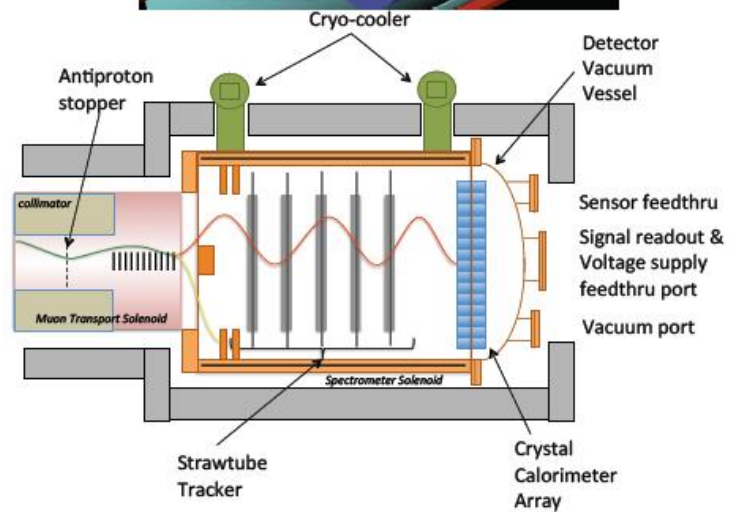 Cryo-cooler
Detector
Vacuum
Vessel
Antiproton
stopper
collimator
Sensor feedthru
Signal readout &
Voltage supply
feedthru port
Muon Transport Solenoid
Vacuum port
Spectrometer Solenoid
Strawtube
Tracker
Crystal
Calorimeter
Array